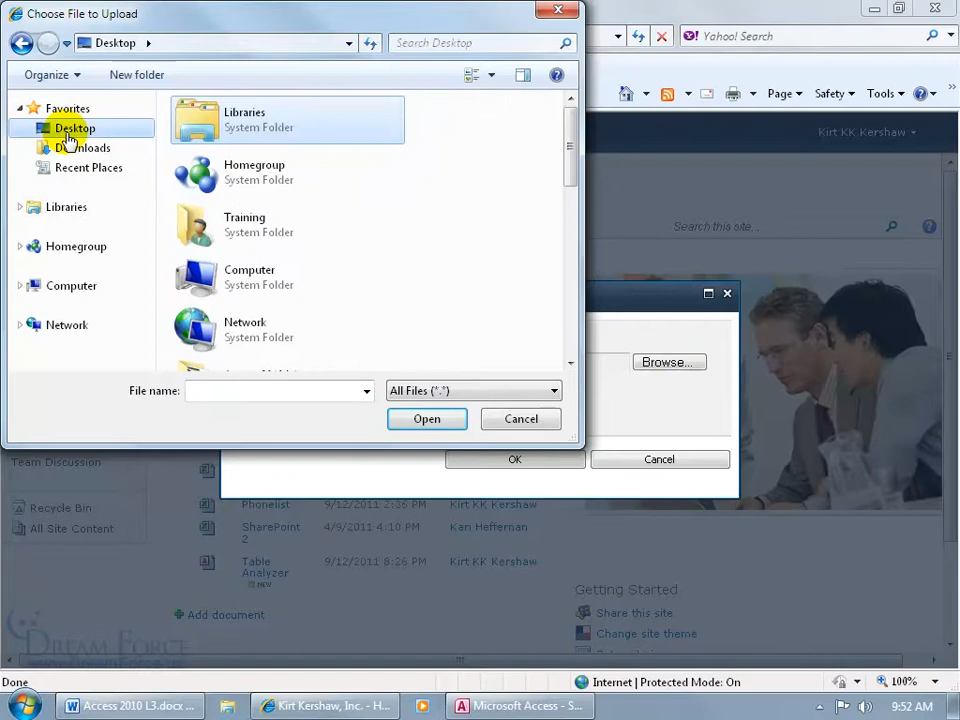 Choose File to Upload
Desktop
Search Desktop
Yahoo! Search
Organize
New folder
Page
Safety
Tools
Favorites
Desktop
Downloads
Recent Places
Libraries
Homegroup
Computer
Network
Libraries
System Folder
Homegroup
System Folder
Training
System Folder
Computer
System Folder
Network
System Folder
File name:
All Files (*.*)
Open
Cancel
Kirt KK Kershaw
Search this site...
Browse...
OK
Cancel
Team Discussion
Recycle Bin
All Site Content
Phonelist 9/12/2011 2:36 PM Kirt KK Kershaw
SharePoint 2 4/9/2011 4:10 PM Kari Heffernan
Table Analyzer NEW 9/12/2011 8:26 PM Kirt KK Kershaw
Add document
Getting Started
Share this site
Change site theme
DREAM FORCE
Done
Internet | Protected Mode: On
100%
Access 2010 L3.docx ...
Kirt Kershaw, Inc. - H...
Microsoft Access - S...
9:52 AM